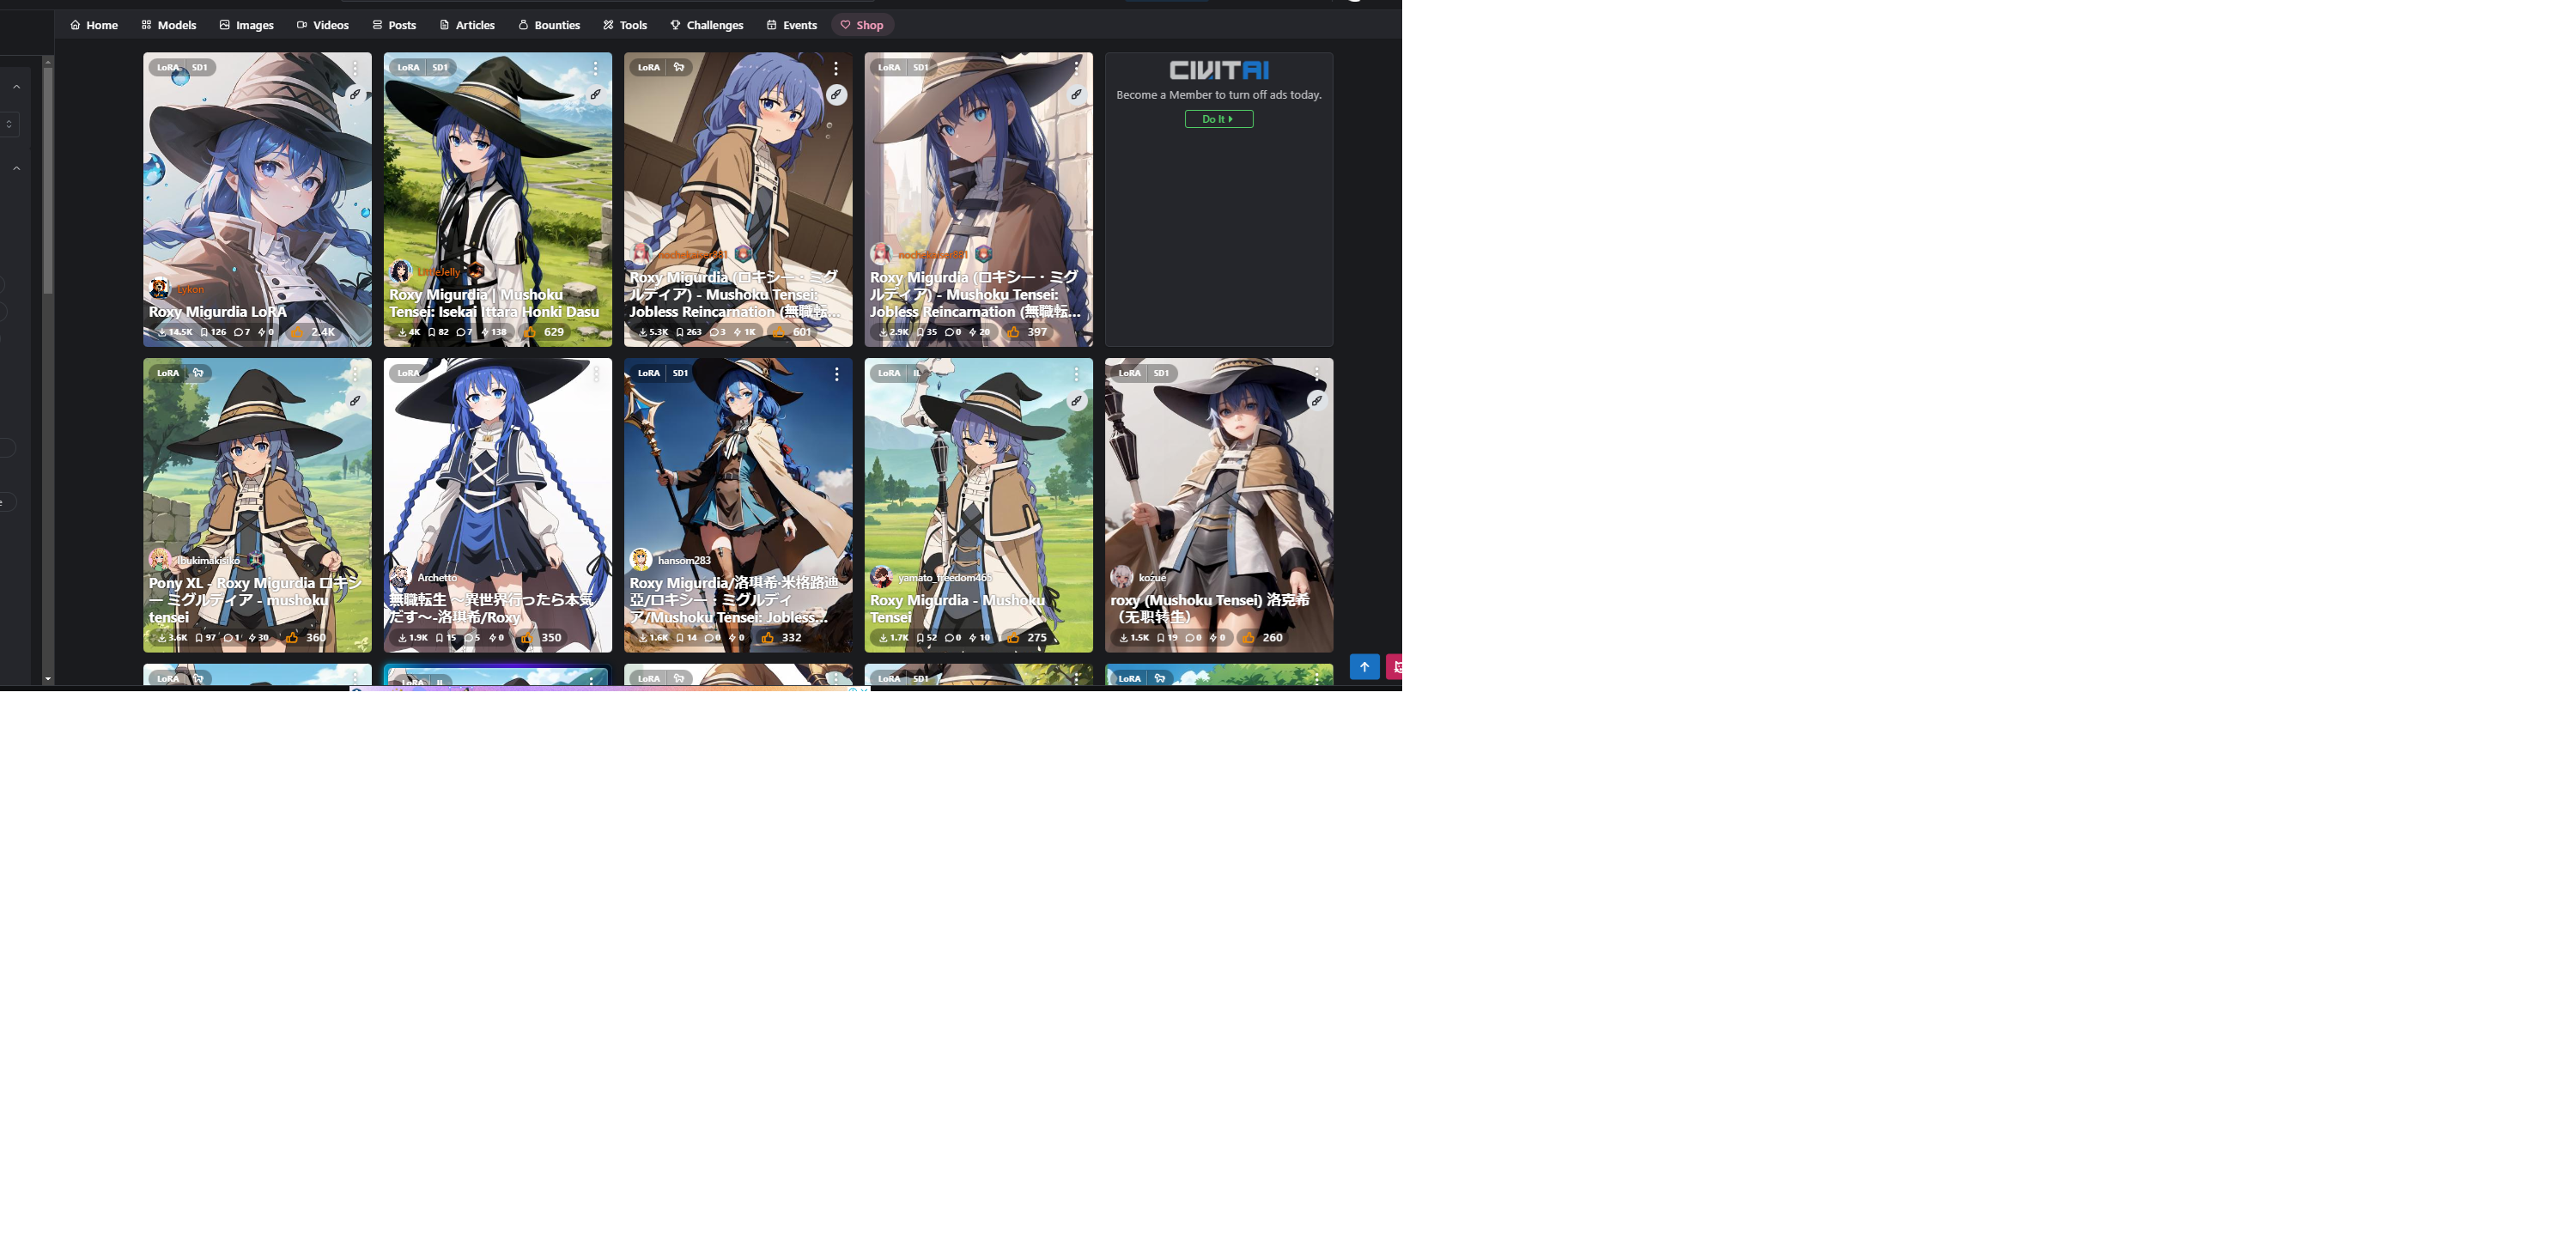 Home Models Images Videos Posts Articles Bounties Tools Challenges Events Shop
LoRA SD1
Lykon
Roxy Migurdia LoRA
14.5K 126 7 0 2.4K
LoRA SD1
LittleJelly
Roxy Migurdia | Mushoku
Tensei: Isekai Ittara Honki Dasu
4K 82 7 138 629
LoRA
Roxy Migurdia (ロキシー・ミグ
ルディア) - Mushoku Tensei:
Jobless Reincarnation (無職転...
5.3K 263 3 1K 601
LoRA SD1
Roxy Migurdia (ロキシー・ミグ
ルディア) - Mushoku Tensei:
Jobless Reincarnation (無職転...
2.9K 35 0 20 397
CIVITAI
Become a Member to turn off ads today.
Do It
LoRA
Ibukimakisiko
Pony XL - Roxy Migurdia ロキシ
ー ミグルディア - mushoku
tensei
3.6K 97 1 30 360
LoRA
Archetto
無職転生 ～異世界行ったら本気
だす～-洛琪希/Roxy
1.9K 15 5 0 350
LoRA SD1
hansom283
Roxy Migurdia/洛琪希·米格路迪
亞/ロキシー・ミグルディ
ア/Mushoku Tensei: Jobless...
1.6K 14 0 0 332
LoRA IL
yamato_freedom465
Roxy Migurdia - Mushoku
Tensei
1.7K 52 0 10 275
LoRA SD1
kozue
roxy (Mushoku Tensei) 洛克希
（无职转生）
1.5K 19 0 0 260
LoRA
LoRA IL
LoRA
LoRA SD1
LoRA